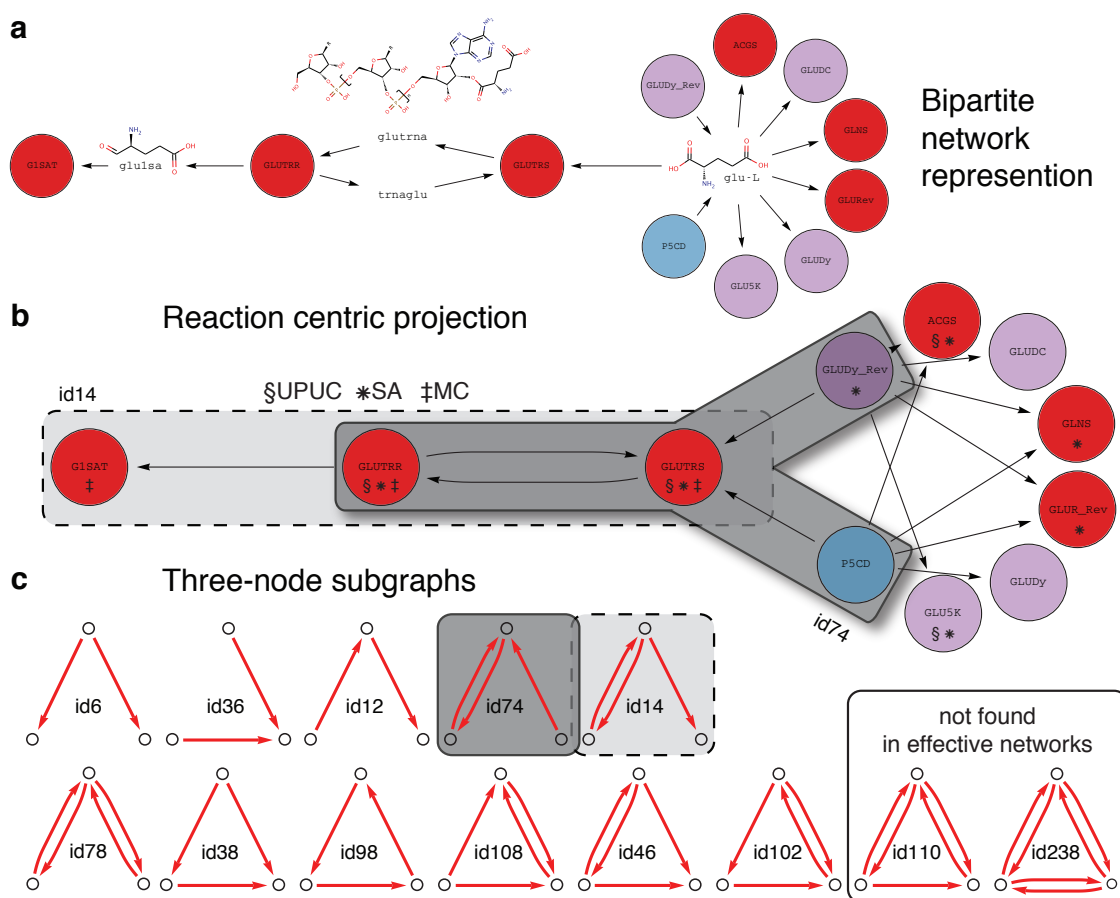 a
ACGS
GLUDy_Rev
GLUDC
Bipartite
network
represention
GLNS
glutrna
G1SAT
glu1sa
GLUTRR
GLUTRS
glu-L
GLURev
trnaglu
P5CD
GLUDy
GLU5K
b
Reaction centric projection
ACGS
§ ⁕
GLUDC
GLUDy_Rev
⁕
id14
§UPUC ⁕SA ‡MC
GLNS
⁕
G1SAT
‡
GLUTRR
§ ⁕ ‡
GLUTRS
§ ⁕ ‡
GLUR_Rev
⁕
P5CD
GLUDy
GLU5K
§ ⁕
id74
c
Three-node subgraphs
id6
id36
id12
id74
id14
not found
in effective networks
id78
id38
id98
id108
id46
id102
id110
id238